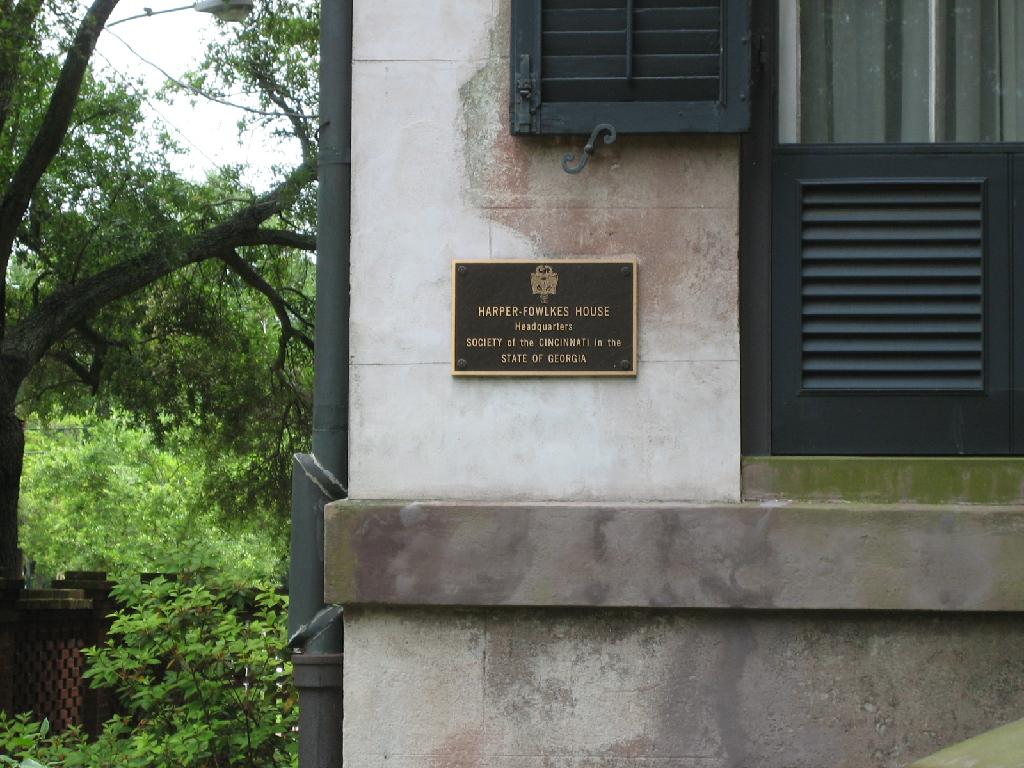 HARPER-FOWLKES HOUSE
Headquarters
SOCIETY of the CINCINNATI in the
STATE OF GEORGIA